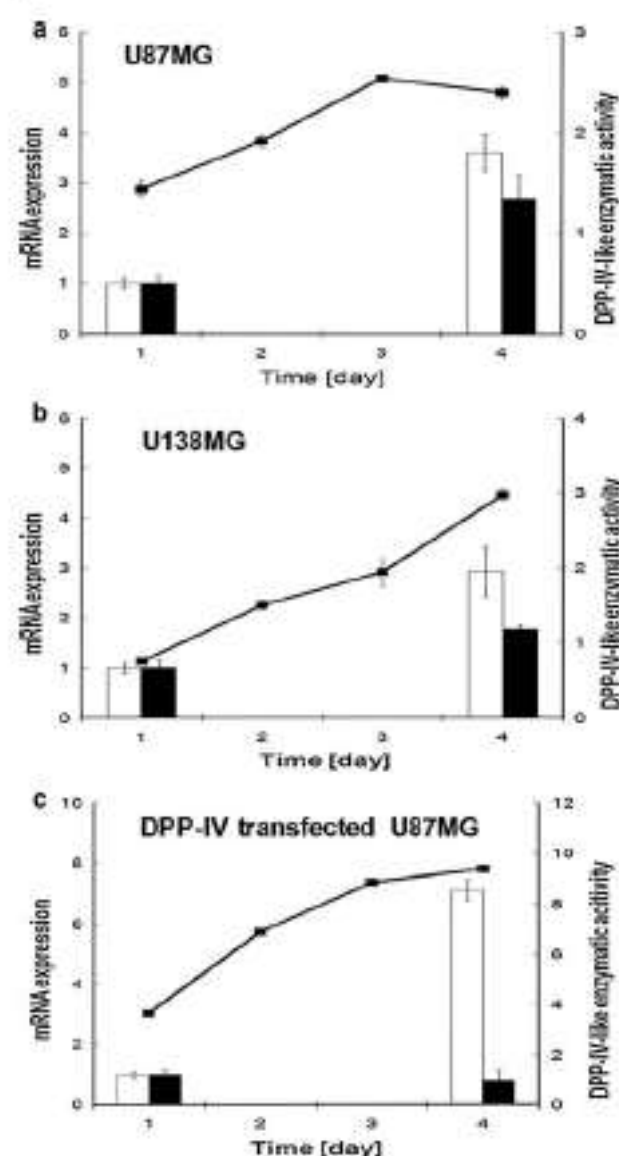 a
U87MG
6
5
4
3
2
1
0
mRNA expression
3
2
1
0
DPP-IV-like enzymatic activity
1 2 3 4
Time [day]
b
U138MG
6
5
4
3
2
1
0
mRNA expression
4
3
2
1
0
DPP-IV-like enzymatic activity
1 2 3 4
Time [day]
c
DPP-IV transfected U87MG
10
8
6
4
2
0
mRNA expression
12
10
8
6
4
2
0
DPP-IV-like enzymatic acitivity
1 2 3 4
Time [day]